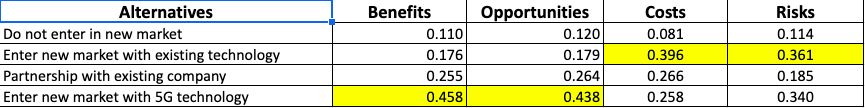 Alternatives Benefits Opportunities Costs Risks
Do not enter in new market 0.110 0.120 0.081 0.114
Enter new market with existing technology 0.176 0.179 0.396 0.361
Partnership with existing company 0.255 0.264 0.266 0.185
Enter new market with 5G technology 0.458 0.438 0.258 0.340